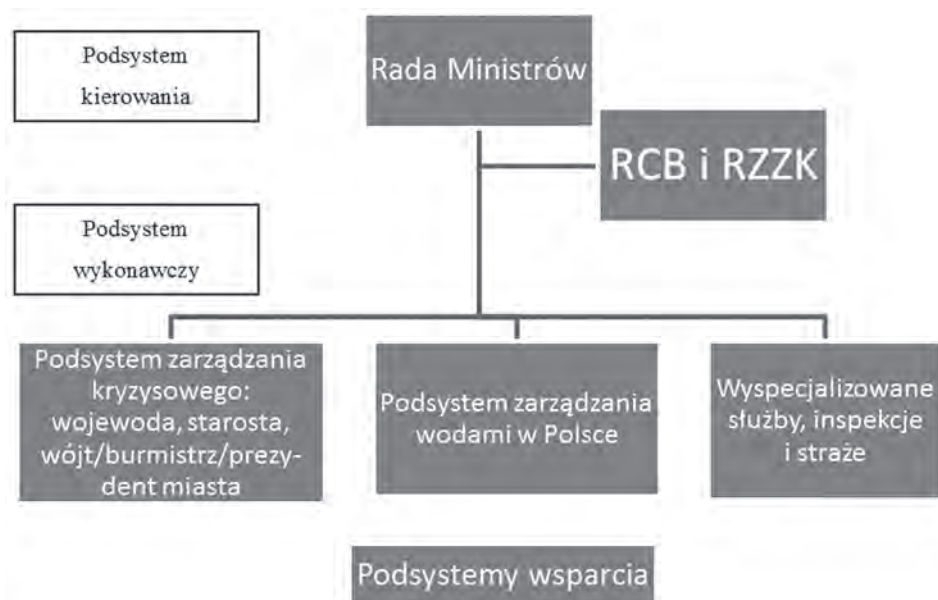 Podsystem
kierowania
Rada Ministrów
RCB i RZZK
Podsystem
wykonawczy
Podsystem zarządzania
kryzysowego:
wojewoda, starosta,
wójt/burmistrz/prezy-
dent miasta
Podsystem zarządzania
wodami w Polsce
Wyspecjalizowane
służby, inspekcje
i straże
Podsystemy wsparcia